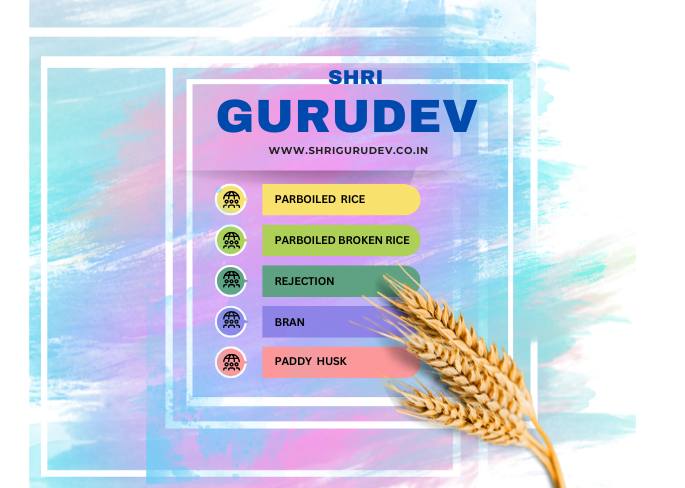 SHRI
GURUDEV
WWW.SHRIGURUDEV.CO.IN
PARBOILED RICE
PARBOILED BROKEN RICE
REJECTION
BRAN
PADDY HUSK